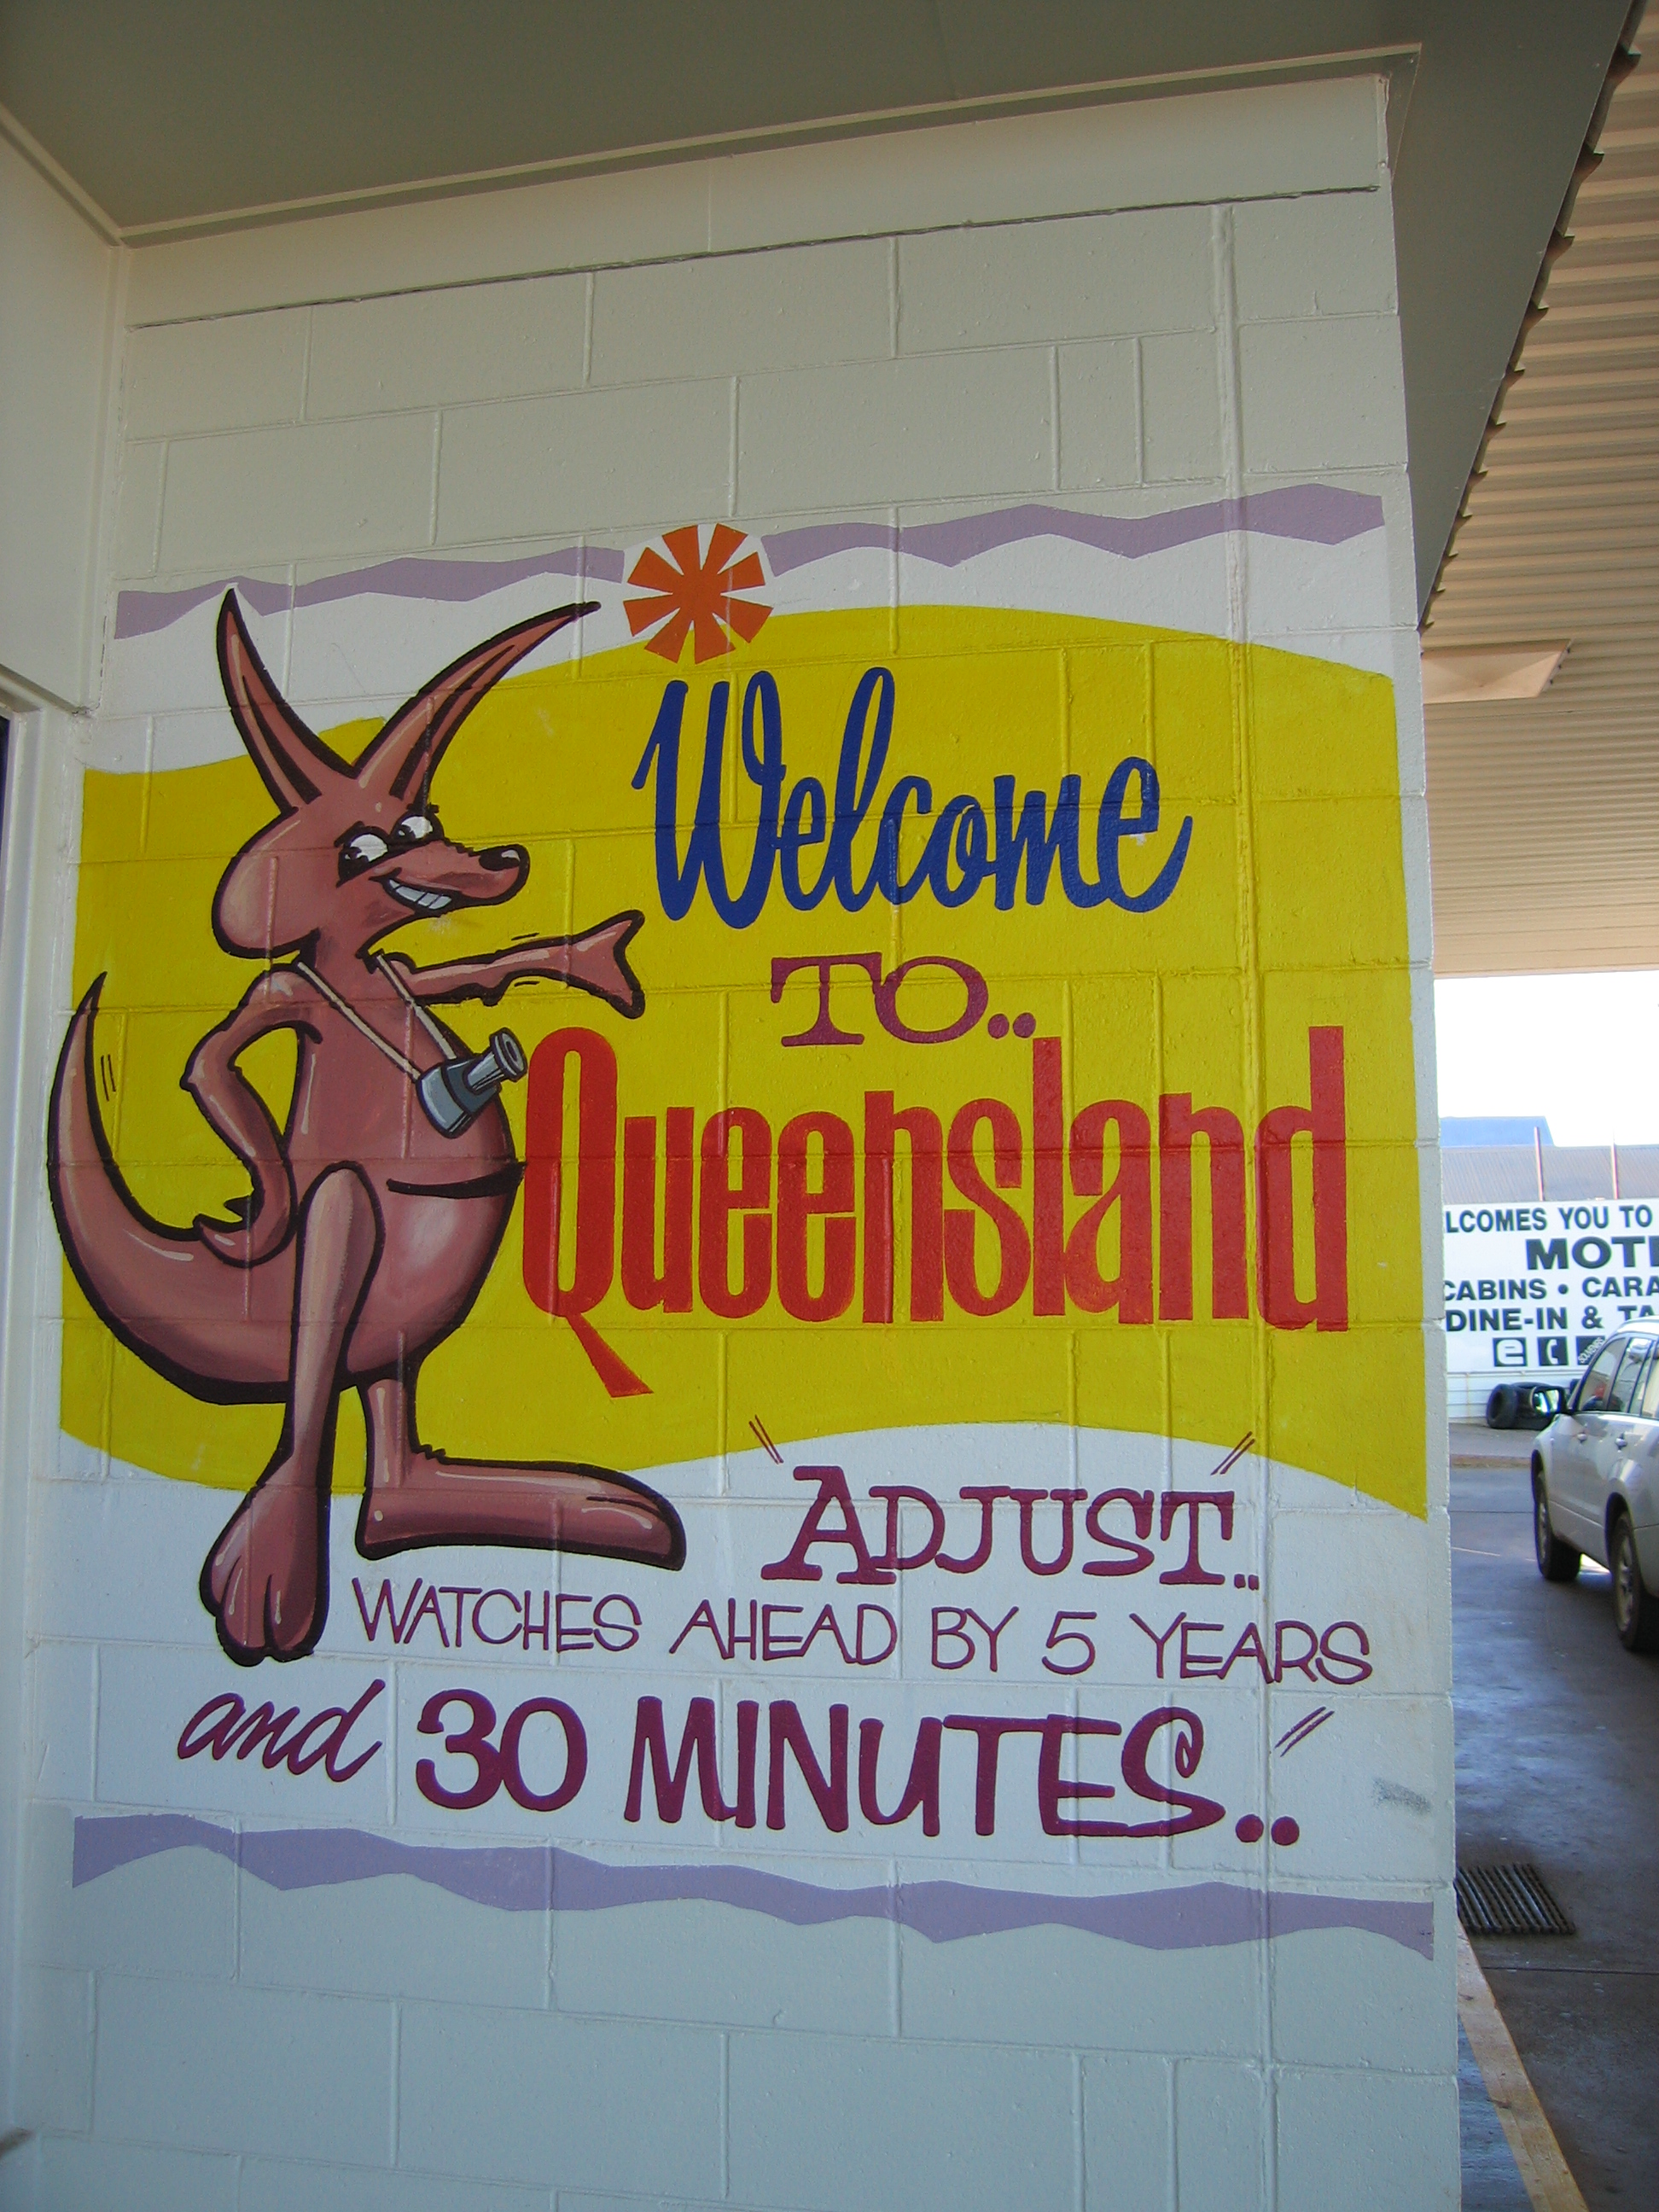 Welcome
TO..
Queensland
ADJUST..
WATCHES AHEAD BY 5 YEARS
and 30 MINUTES..
LCOMES YOU TO
MOT
CABINS • CARA
DINE-IN & TA